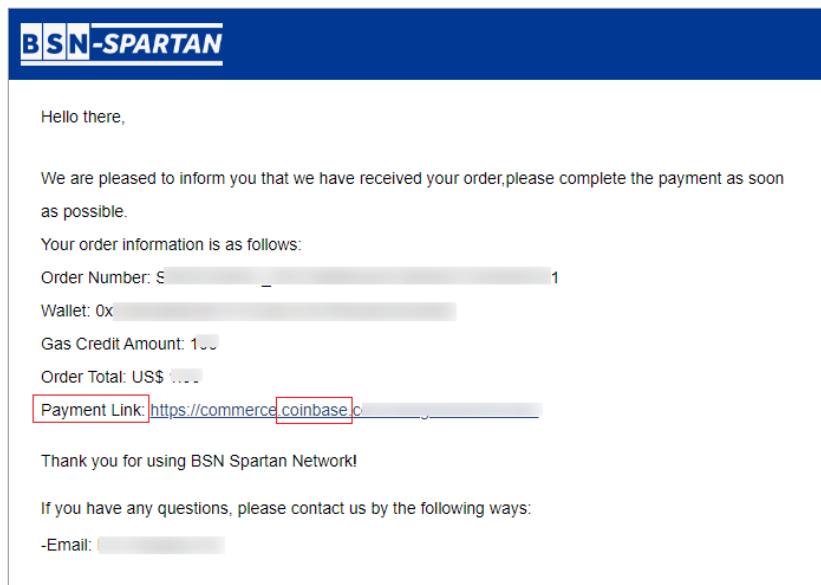 BSN-SPARTAN
Hello there,
We are pleased to inform you that we have received your order,please complete the payment as soon
as possible.
Your order information is as follows:
Order Number: S _ 1
Wallet: 0x
Gas Credit Amount: 1
Order Total: US$
Payment Link: https://commerce.coinbase.c
Thank you for using BSN Spartan Network!
If you have any questions, please contact us by the following ways:
-Email: